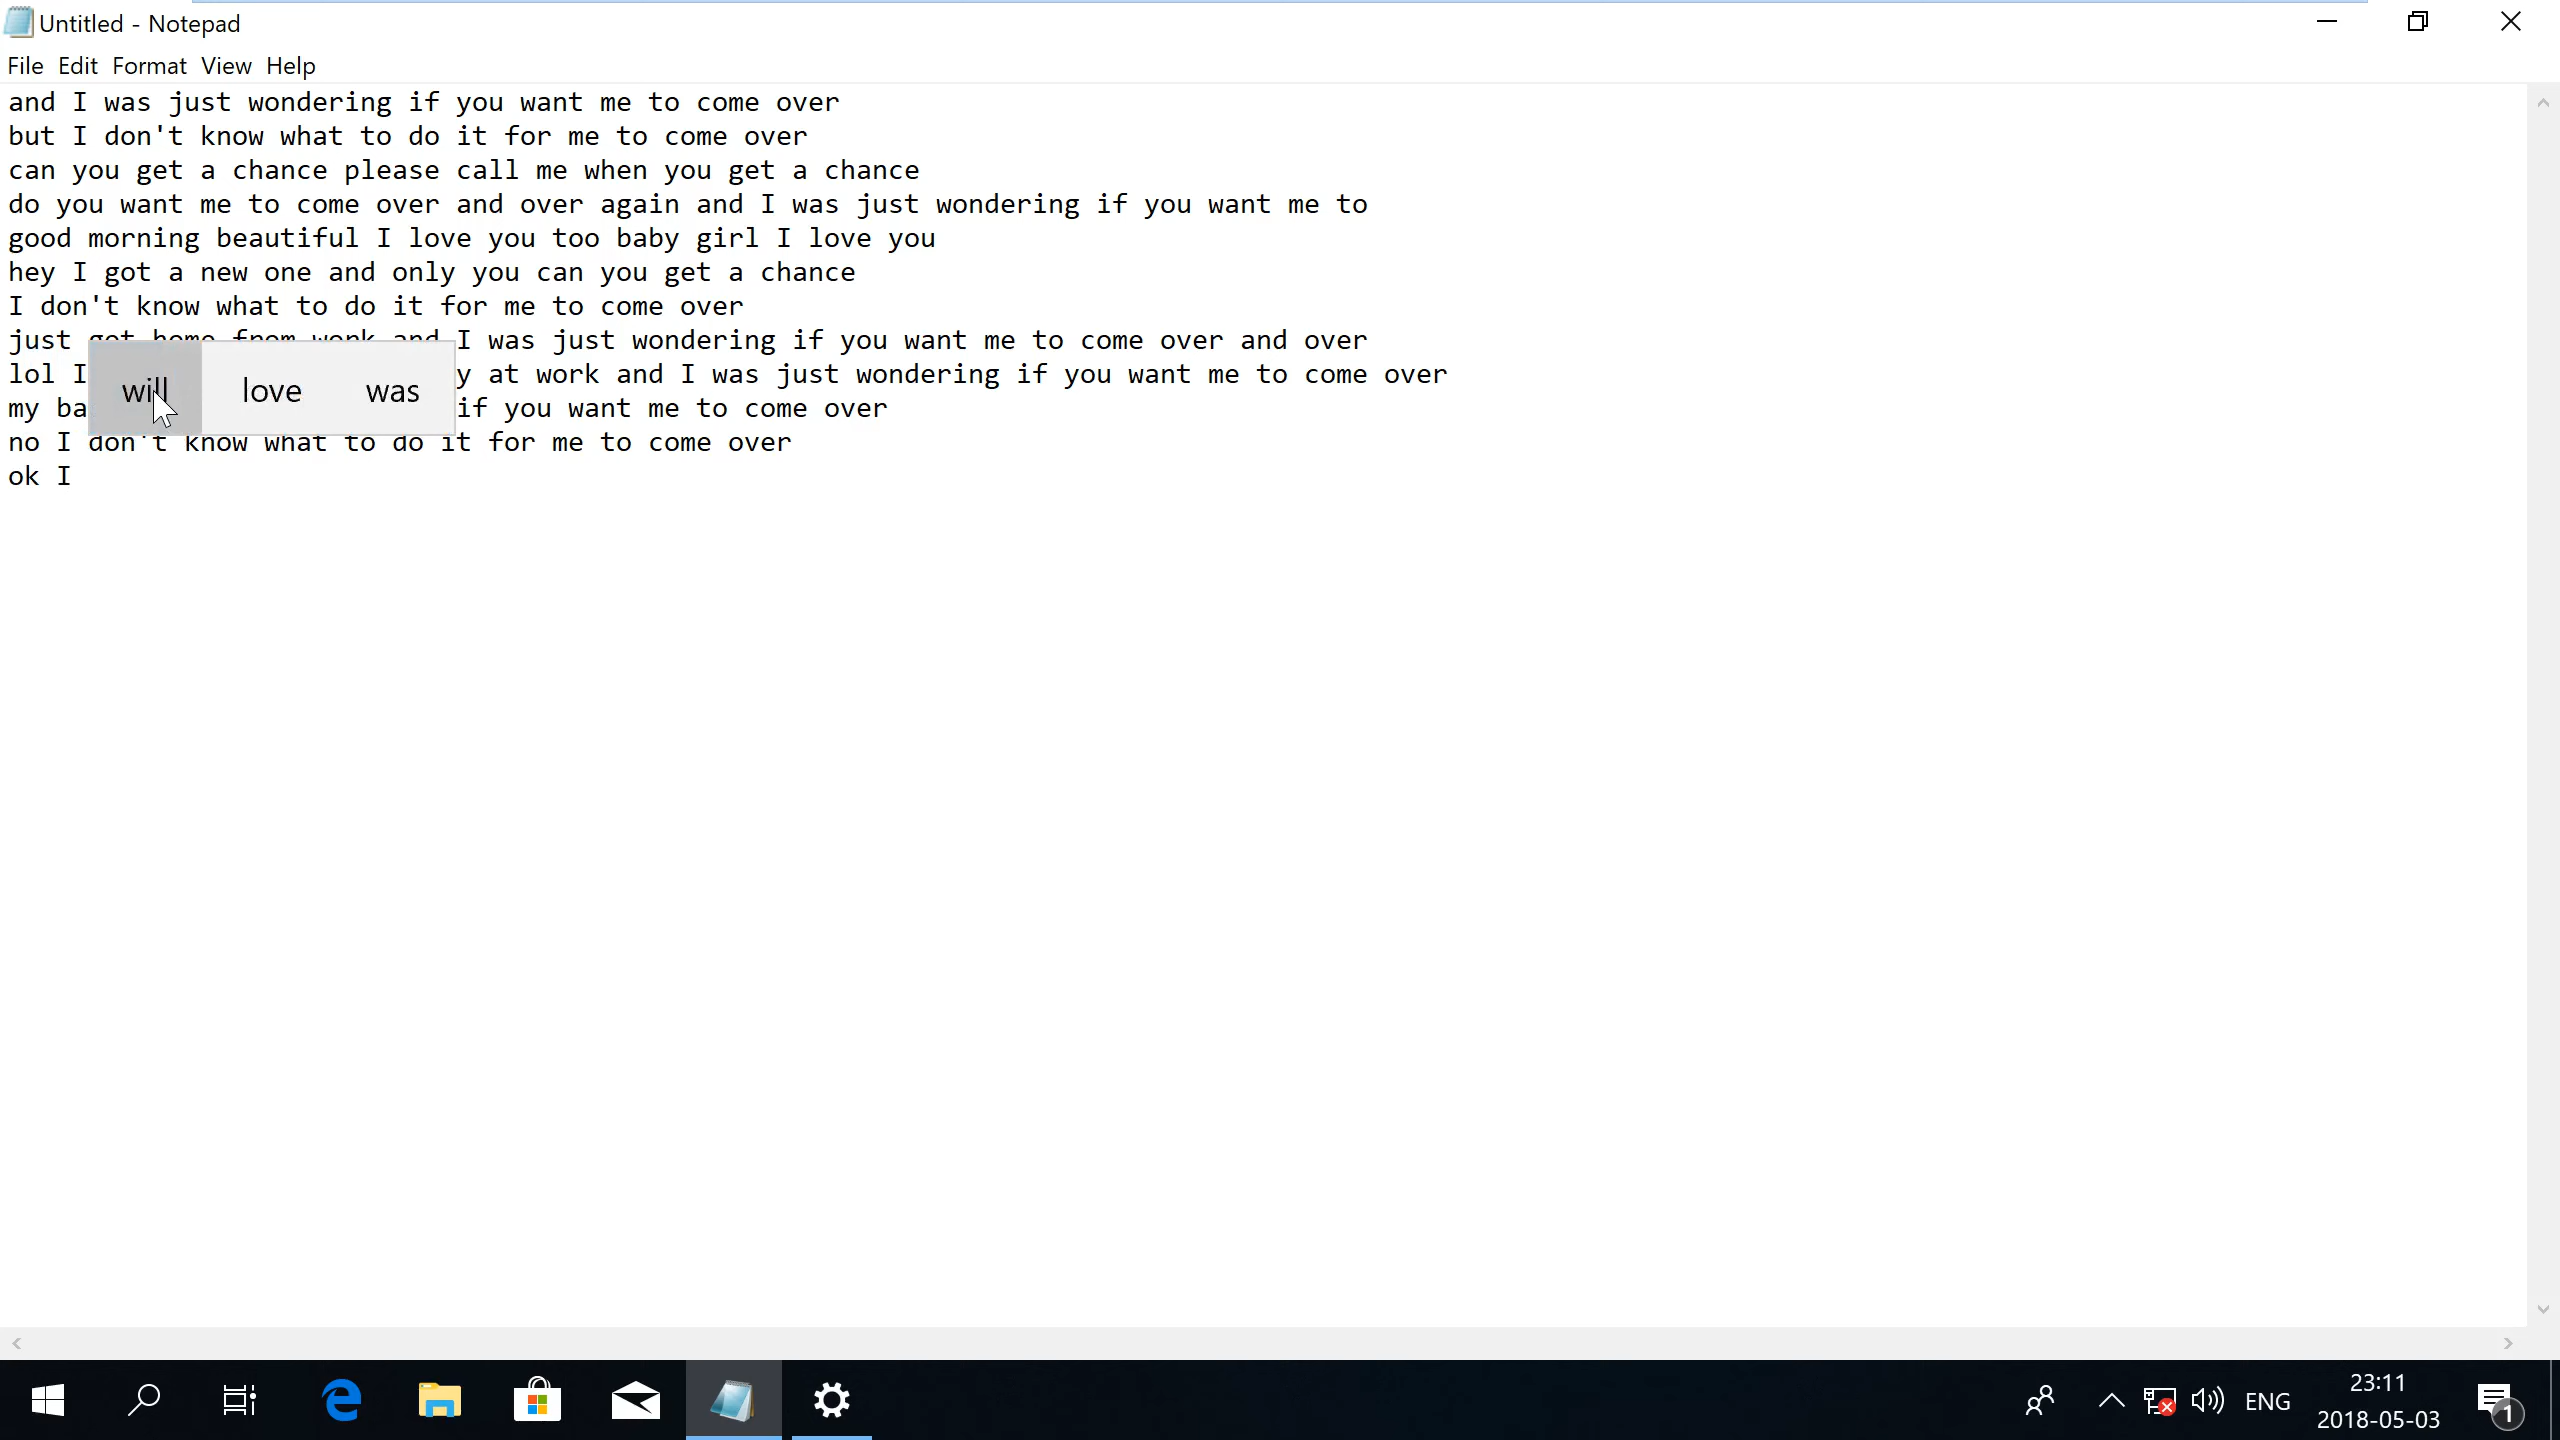 Untitled - Notepad
File Edit Format View Help
and I was just wondering if you want me to come over
but I don't know what to do it for me to come over
can you get a chance please call me when you get a chance
do you want me to come over and over again and I was just wondering if you want me to
good morning beautiful I love you too baby girl I love you
hey I got a new one and only you can you get a chance
I don't know what to do it for me to come over
just got home from work and I was just wondering if you want me to come over and over
lol I y at work and I was just wondering if you want me to come over
will love was
my ba if you want me to come over
no I don't know what to do it for me to come over
ok I
ENG
23:11
2018-05-03
1